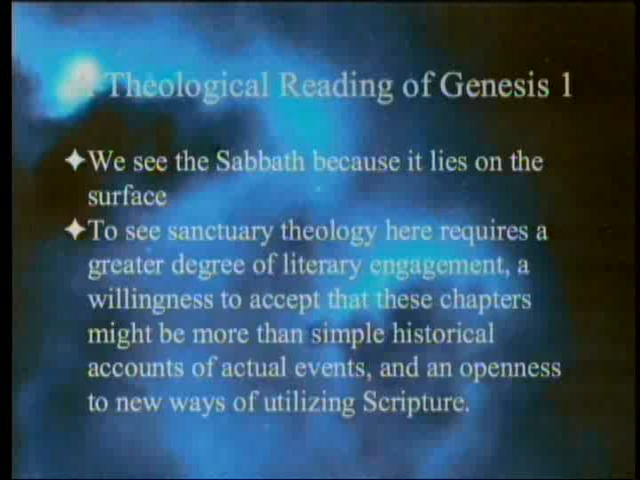 A Theological Reading of Genesis 1
We see the Sabbath because it lies on the
surface
To see sanctuary theology here requires a
greater degree of literary engagement, a
willingness to accept that these chapters
might be more than simple historical
accounts of actual events, and an openness
to new ways of utilizing Scripture.